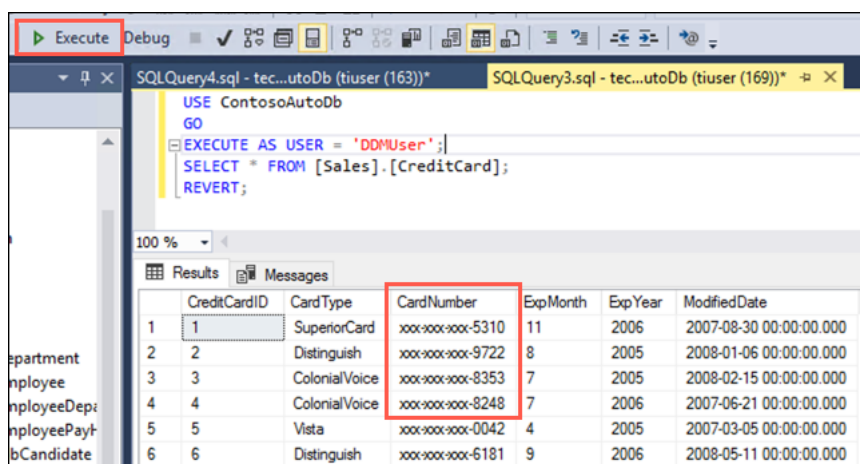 Execute Debug
SQLQuery4.sql - tec...utoDb (tiuser (163))* SQLQuery3.sql - tec...utoDb (tiuser (169))*
USE ContosoAutoDb
GO
EXECUTE AS USER = 'DDMUser';
SELECT * FROM [Sales].[CreditCard];
REVERT;
100 %
Results Messages
CreditCardID CardType CardNumber ExpMonth ExpYear ModifiedDate
1 1 SuperiorCard xxx-xxx-xxx-5310 11 2006 2007-08-30 00:00:00.000
epartment 2 2 Distinguish xxx-xxx-xxx-9722 8 2005 2008-01-06 00:00:00.000
mployee 3 3 ColonialVoice xxx-xxx-xxx-8353 7 2005 2008-02-15 00:00:00.000
mployeeDepa 4 4 ColonialVoice xxx-xxx-xxx-8248 7 2006 2007-06-21 00:00:00.000
mployeePayH 5 5 Vista xxx-xxx-xxx-0042 4 2005 2007-03-05 00:00:00.000
bCandidate 6 6 Distinguish xxx-xxx-xxx-6181 9 2006 2008-05-11 00:00:00.000